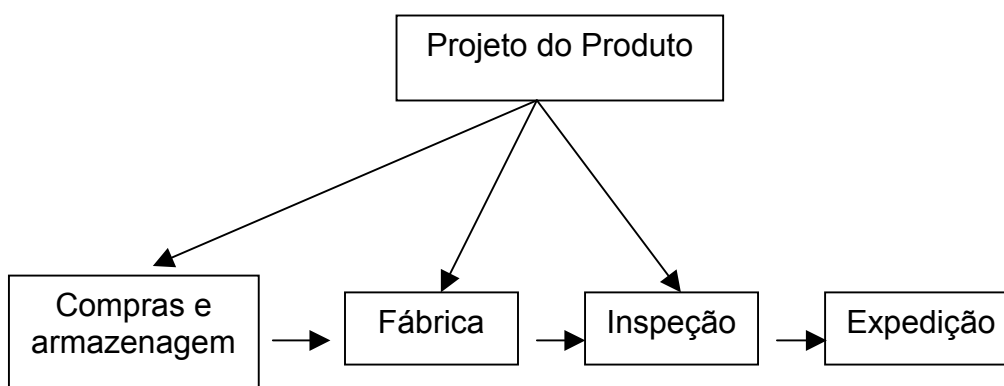 Projeto do Produto
Compras e
armazenagem
Fábrica
Inspeção
Expedição